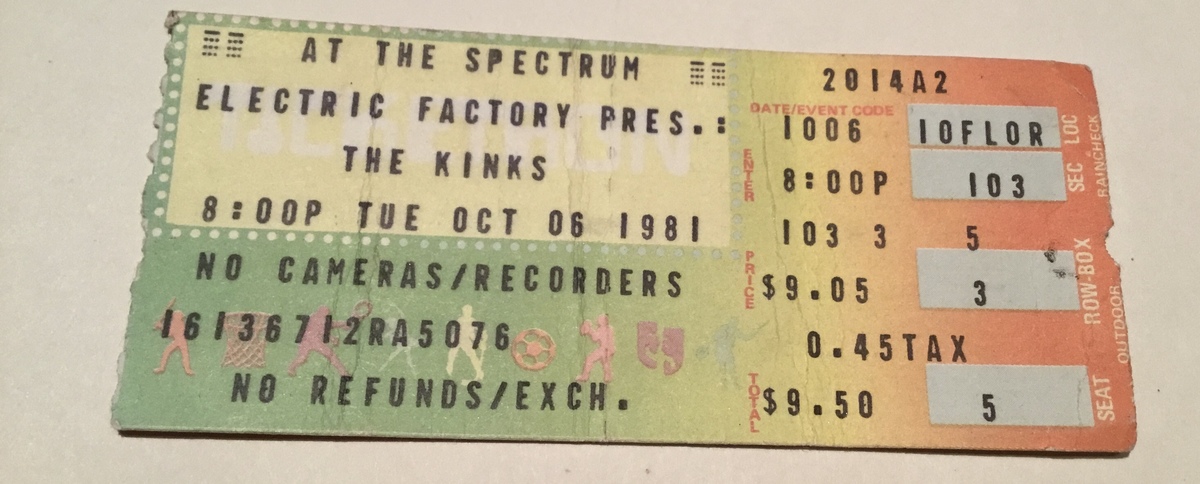 AT THE SPECTRUM
ELECTRIC FACTORY PRES.:
THE KINKS
8:00P TUE OCT 06 1981
NO CAMERAS/RECORDERS
16136712RA5076
NO REFUNDS/EXCH.
2014A2
DATE/EVENT CODE
1006
10FLOR
LOC
ENTER
8:00P
103
SEC
RAINCHECK
103 3
5
PRICE
$9.05
3
ROW-BOX
OUTDOOR
0.45TAX
TOTAL
$9.50
5
SEAT